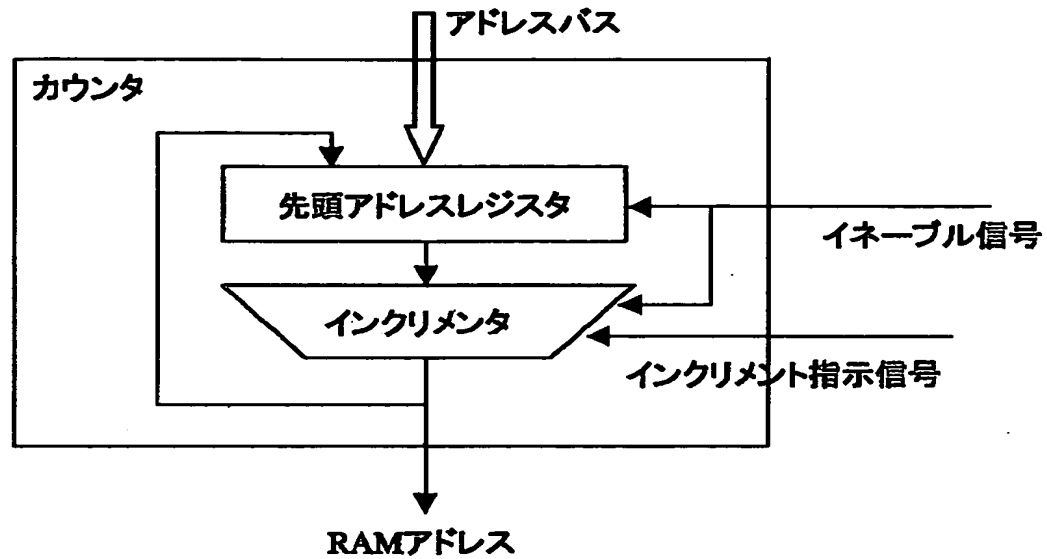 アドレスバス
カウンタ
先頭アドレスレジスタ
イネーブル信号
インクリメンタ
インクリメント指示信号
RAMアドレス